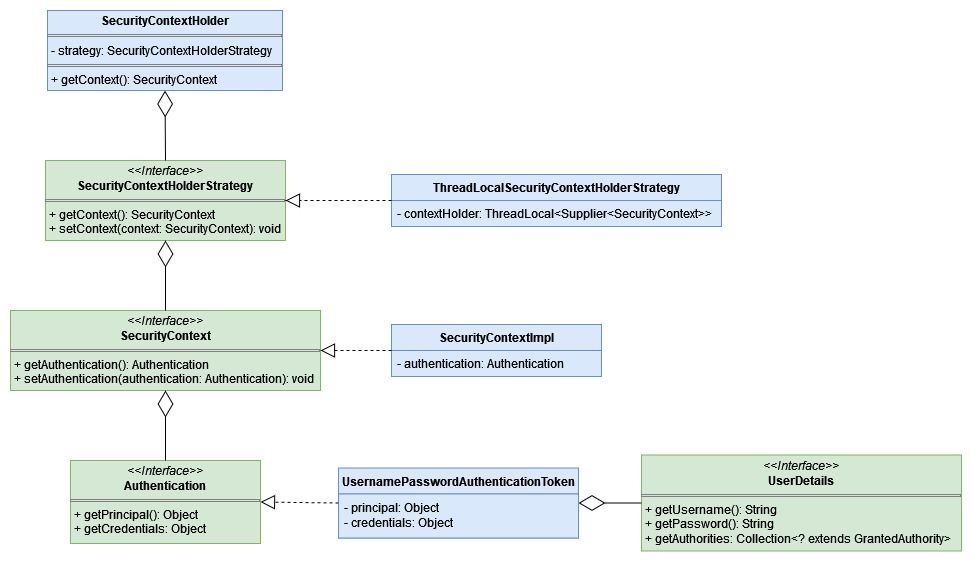 SecurityContextHolder
- strategy: SecurityContextHolderStrategy
+ getContext(): SecurityContext
<<Interface>>
SecurityContextHolderStrategy
+ getContext(): SecurityContext
+ setContext(context: SecurityContext): void
ThreadLocalSecurityContextHolderStrategy
- contextHolder: ThreadLocal<Supplier<SecurityContext>>
<<Interface>>
SecurityContext
+ getAuthentication(): Authentication
+ setAuthentication(authentication: Authentication): void
SecurityContextImpl
- authentication: Authentication
<<Interface>>
Authentication
+ getPrincipal(): Object
+ getCredentials: Object
UsernamePasswordAuthenticationToken
- principal: Object
- credentials: Object
<<Interface>>
UserDetails
+ getUsername(): String
+ getPassword(): String
+ getAuthorities: Collection<? extends GrantedAuthority>